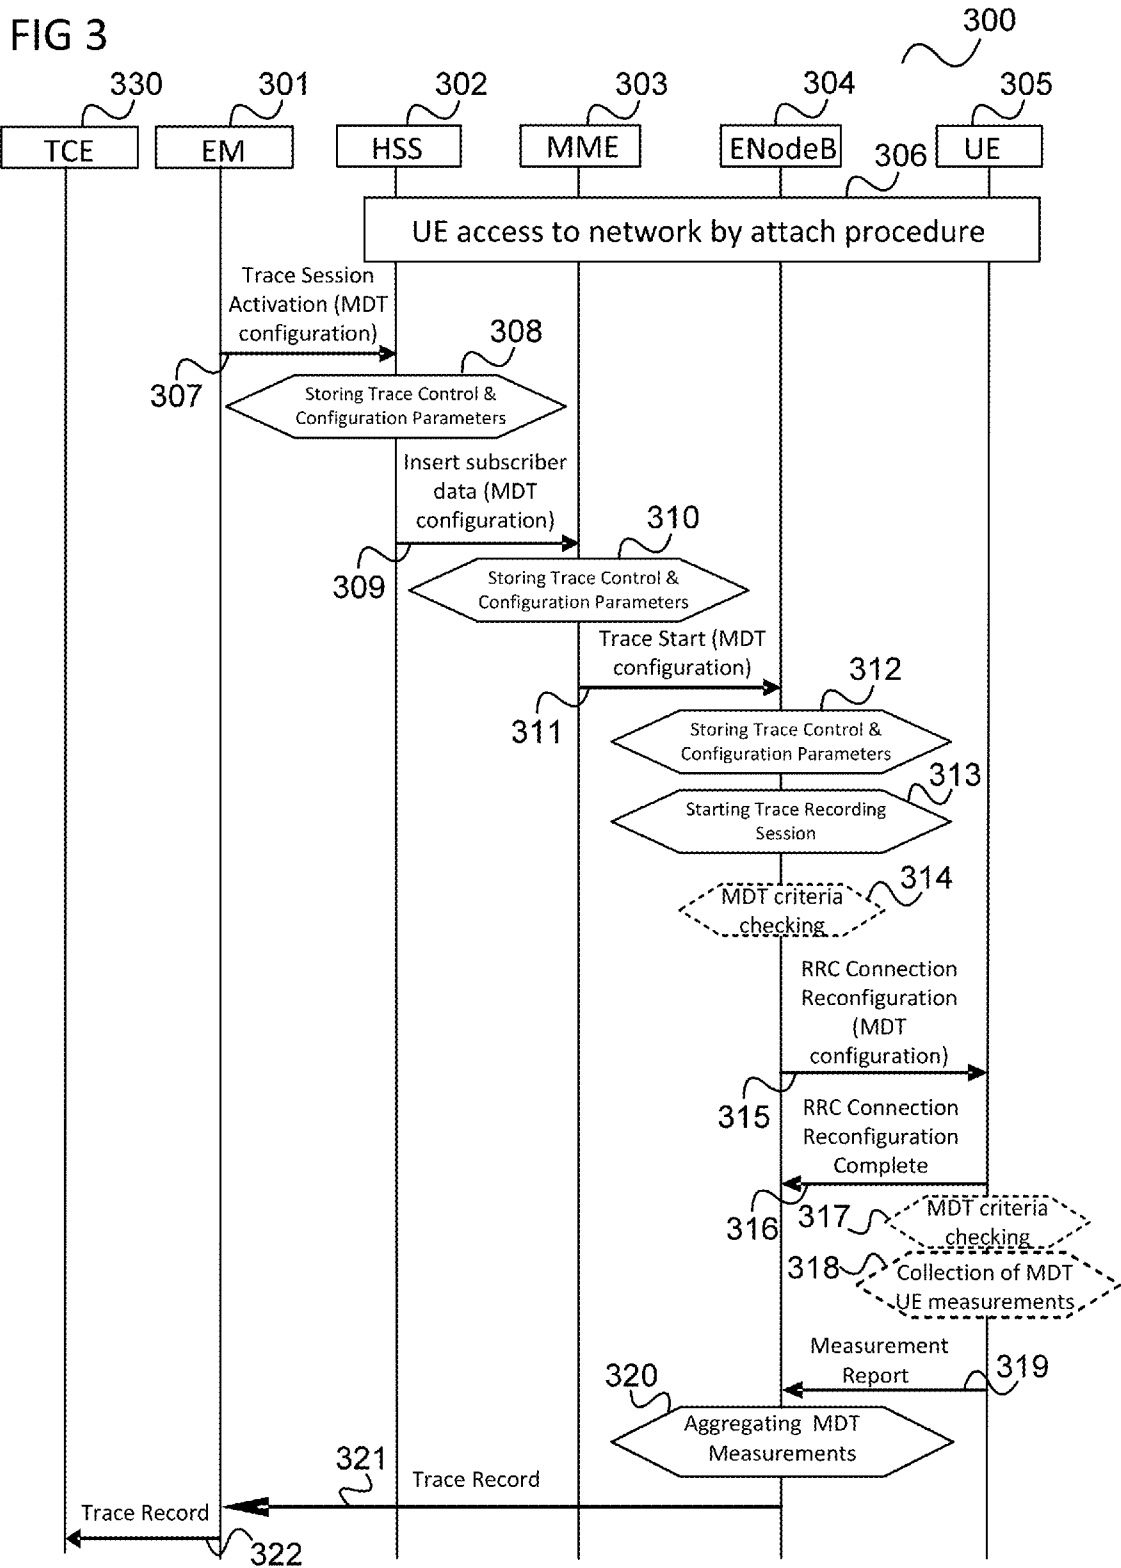 FIG 3
300
330
301
302
303
304
305
TCE
EM
HSS
MME
ENodeB
UE
306
UE access to network by attach procedure
Trace Session
Activation (MDT
configuration)
307
308
Storing Trace Control &
Configuration Parameters
Insert subscriber
data (MDT
configuration)
309
310
Storing Trace Control &
Configuration Parameters
Trace Start (MDT
configuration)
311
312
Storing Trace Control &
Configuration Parameters
313
Starting Trace Recording
Session
314
MDT criteria
checking
RRC Connection
Reconfiguration
(MDT
configuration)
315
RRC Connection
Reconfiguration
Complete
316
317
MDT criteria
checking
318
Collection of MDT
UE measurements
Measurement
Report
319
320
Aggregating MDT
Measurements
321
Trace Record
Trace Record
322